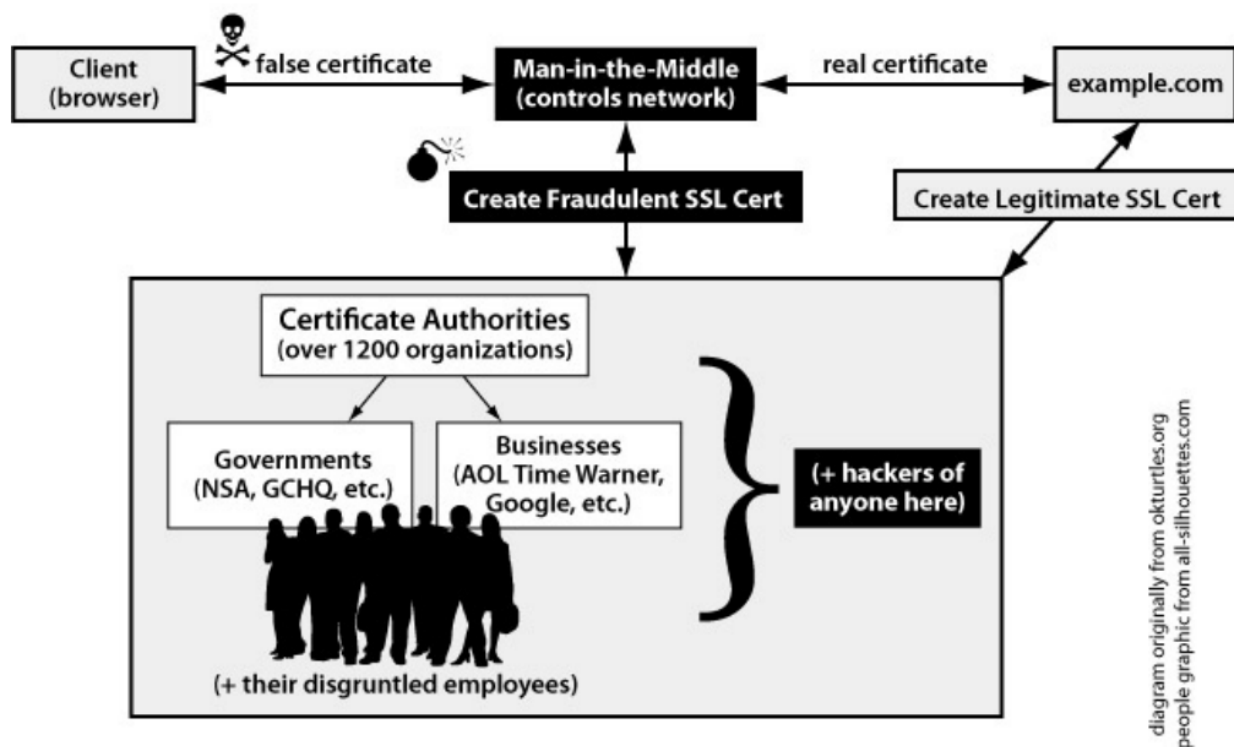 Client
(browser)
false certificate
Man-in-the-Middle
(controls network)
real certificate
example.com
Create Fraudulent SSL Cert
Create Legitimate SSL Cert
Certificate Authorities
(over 1200 organizations)
Governments
(NSA, GCHQ, etc.)
Businesses
(AOL Time Warner,
Google, etc.)
(+ hackers of
anyone here)
(+ their disgruntled employees)
diagram originally from okturtles.org
people graphic from all-silhouettes.com